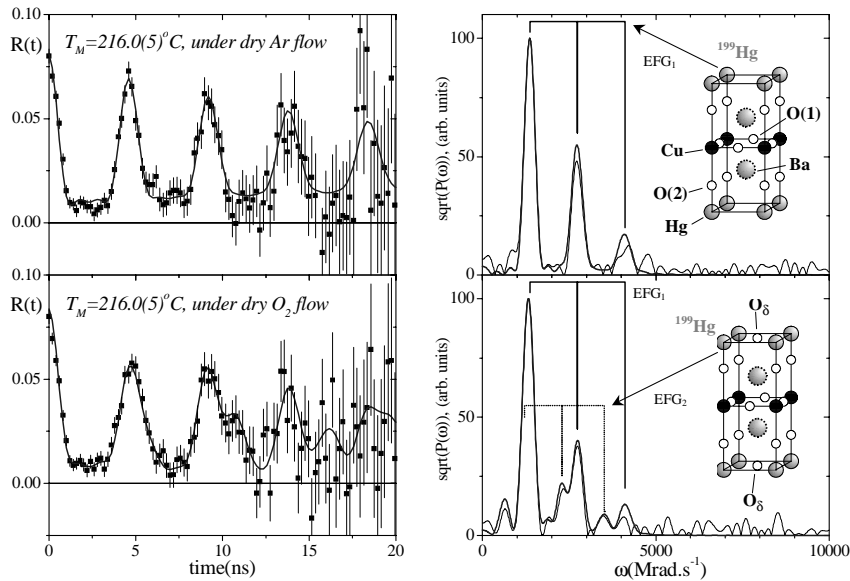 R(t)
T_M=216.0(5)°C, under dry Ar flow
0.10
0.05
0.00
R(t)
T_M=216.0(5)°C, under dry O₂ flow
0.10
0.05
0.00
0 5 10 15 20
time(ns)
sqrt(P(ω)), (arb. units)
100
50
0
EFG₁
¹⁹⁹Hg
O(1)
Cu
Ba
O(2)
Hg
sqrt(P(ω)), (arb. units)
100
50
0
EFG₁
¹⁹⁹Hg
O_δ
EFG₂
O_δ
0 5000 10000
ω(Mrad.s⁻¹)